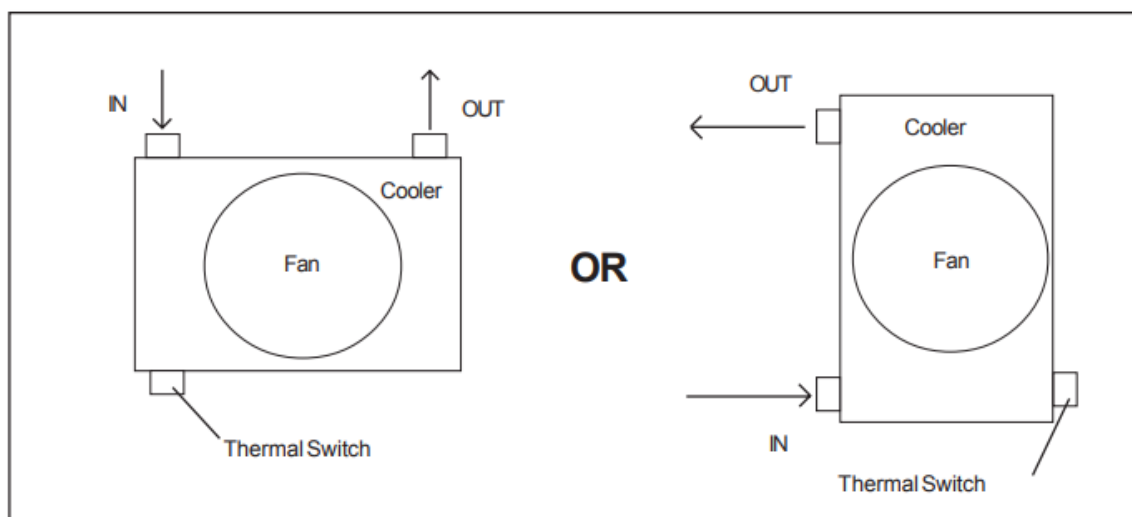 IN
OUT
Cooler
Fan
Thermal Switch
OR
OUT
Cooler
Fan
IN
Thermal Switch